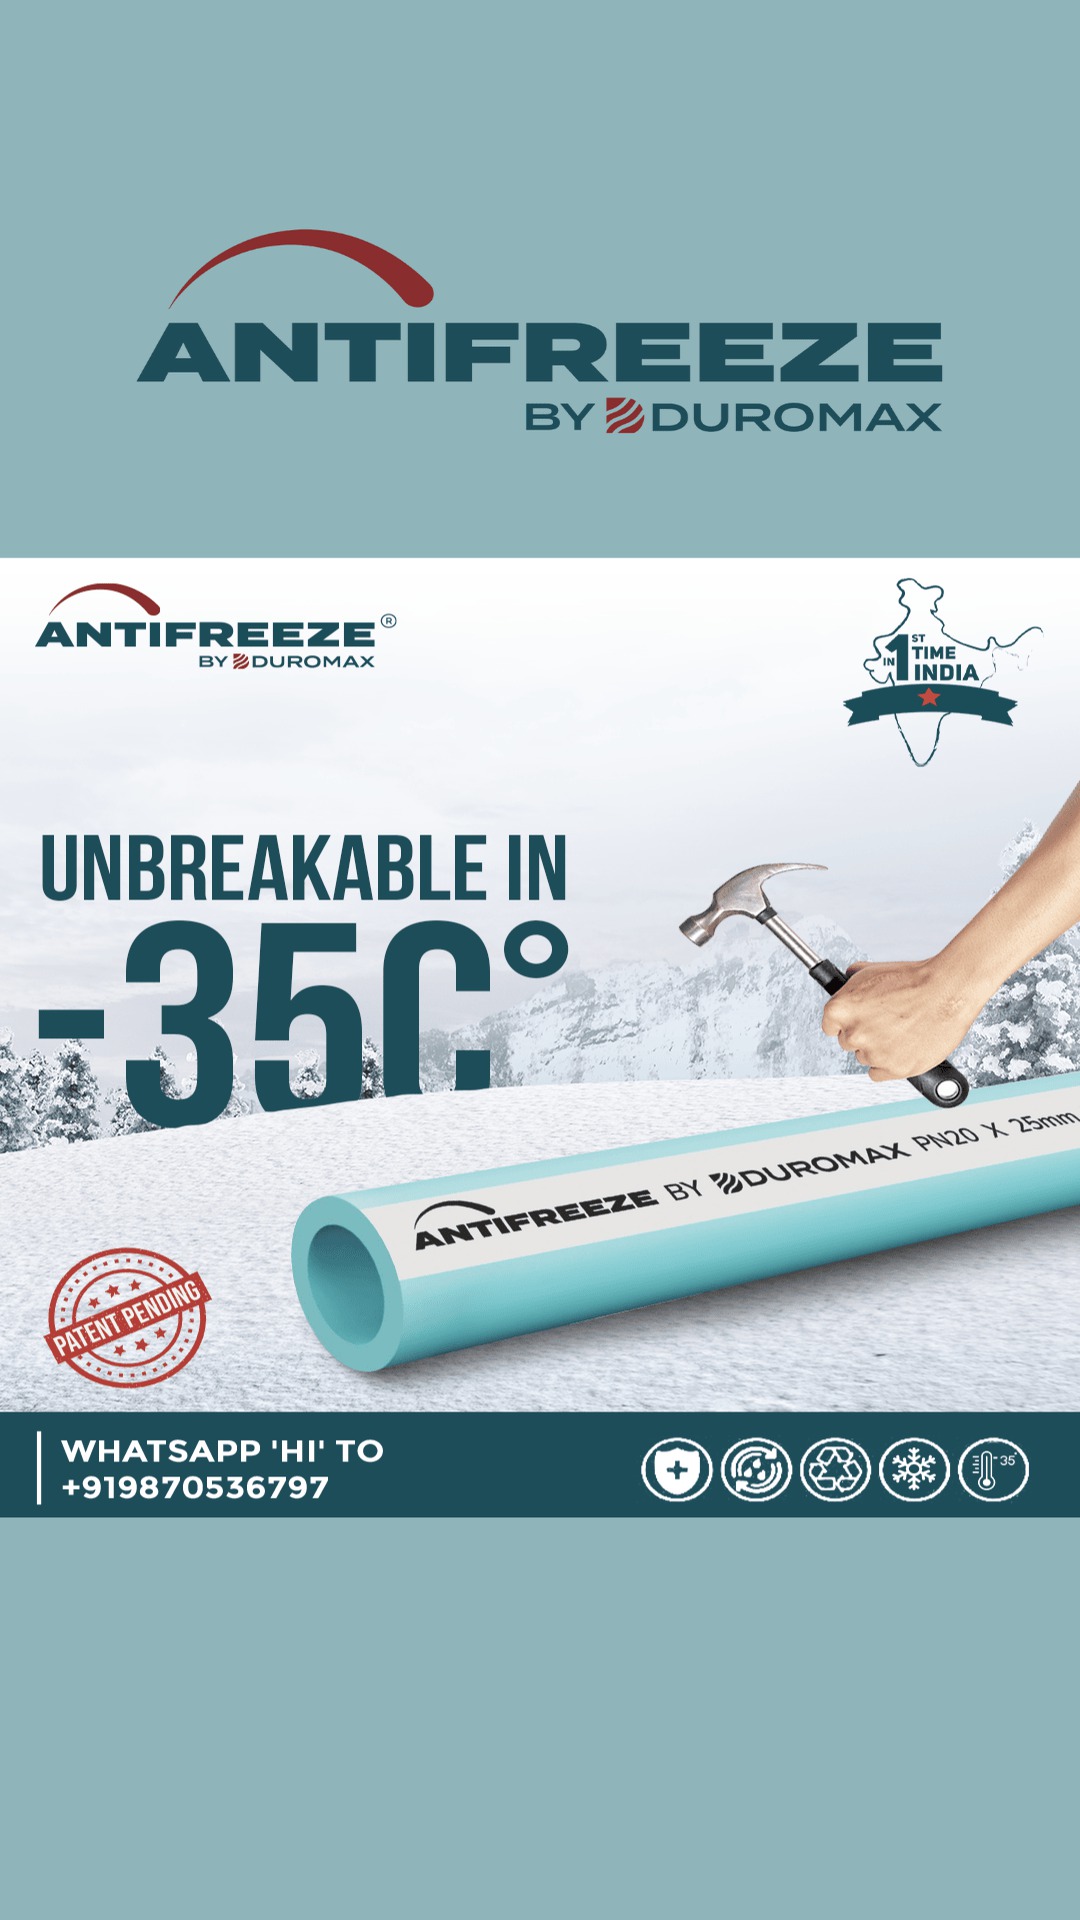 ANTIFREEZE
BY DUROMAX
ANTIFREEZE®
BY DUROMAX
IN 1ST TIME
INDIA
UNBREAKABLE IN
-35C°
ANTIFREEZE BY DUROMAX PN20 X 25mm
PATENT PENDING
WHATSAPP 'HI' TO
+919870536797
-35°